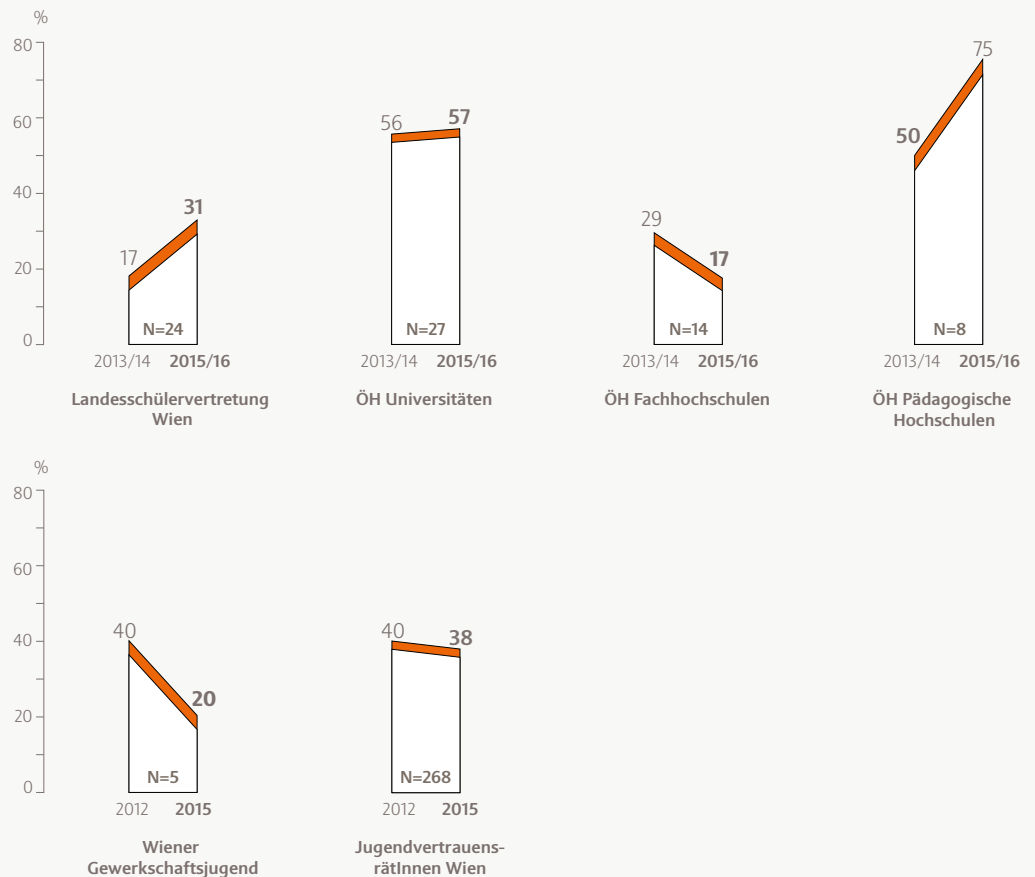 %
80
60
40
20
0
17
31
N=24
2013/14 2015/16
Landesschülervertretung
Wien
56
57
N=27
2013/14 2015/16
ÖH Universitäten
29
17
N=14
2013/14 2015/16
ÖH Fachhochschulen
50
75
N=8
2013/14 2015/16
ÖH Pädagogische
Hochschulen
%
80
60
40
20
0
40
20
N=5
2012 2015
Wiener
Gewerkschaftsjugend
40
38
N=268
2012 2015
Jugendvertrauens-
rätInnen Wien